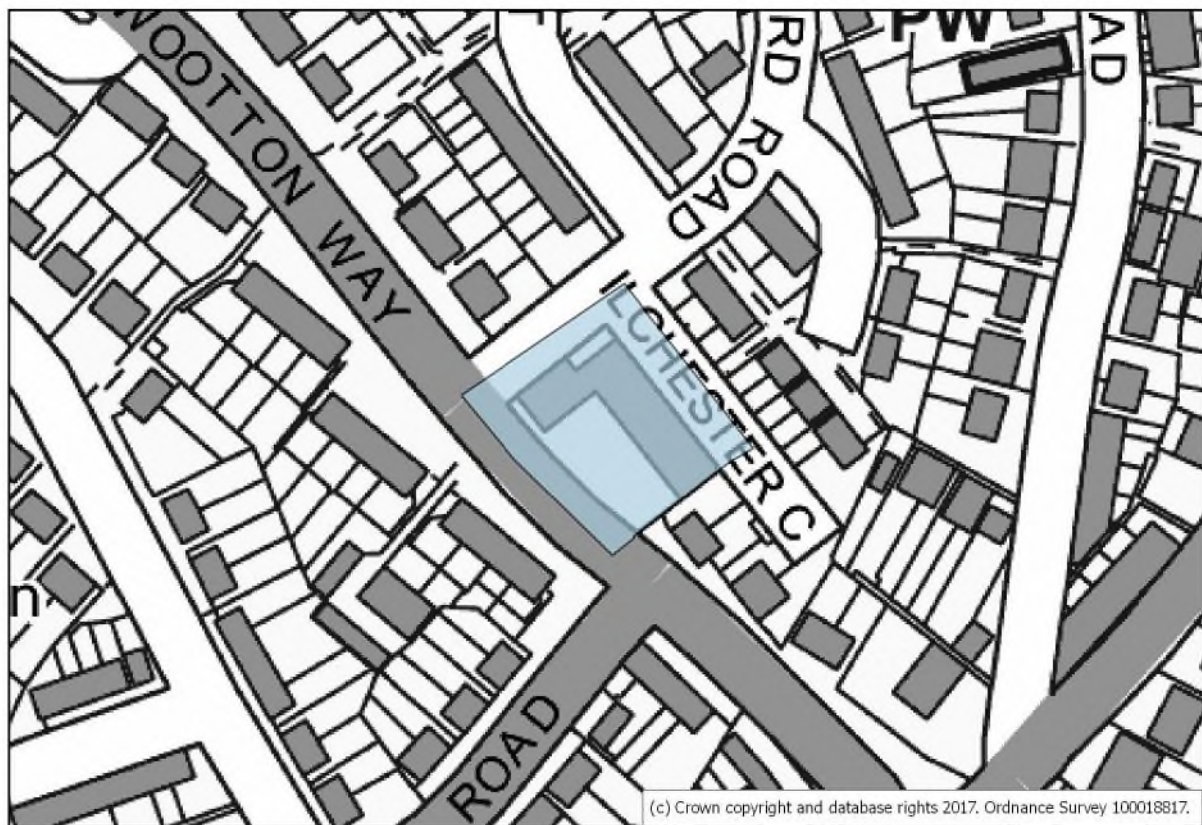 WOOTTON WAY
RD ROAD
PW
AD
LCHESTER C
n
ROAD
(c) Crown copyright and database rights 2017. Ordnance Survey 100018817.